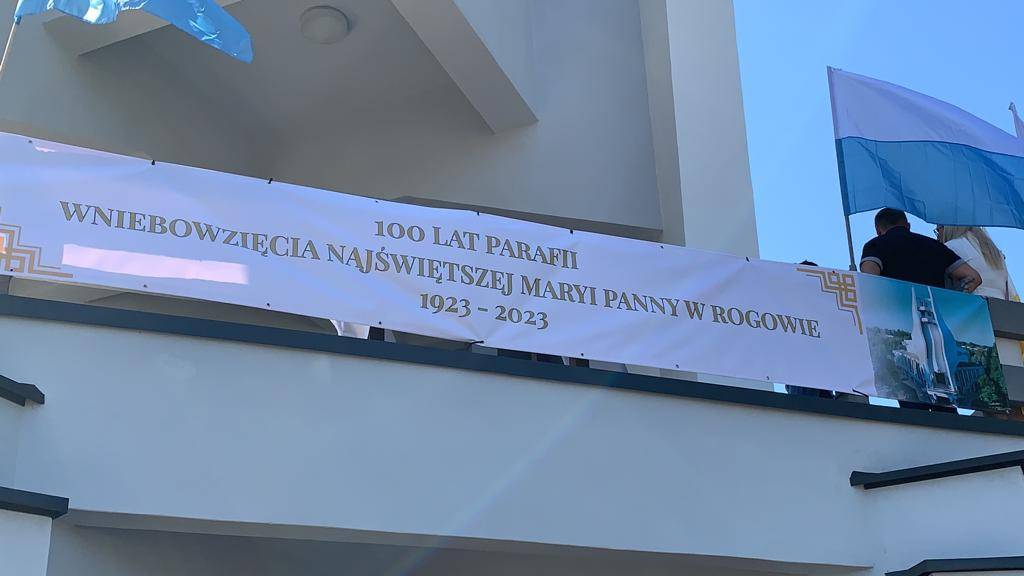 100 LAT PARAFII
WNIEBOWZIĘCIA NAJŚWIĘTSZEJ MARYI PANNY W ROGOWIE
1923 - 2023